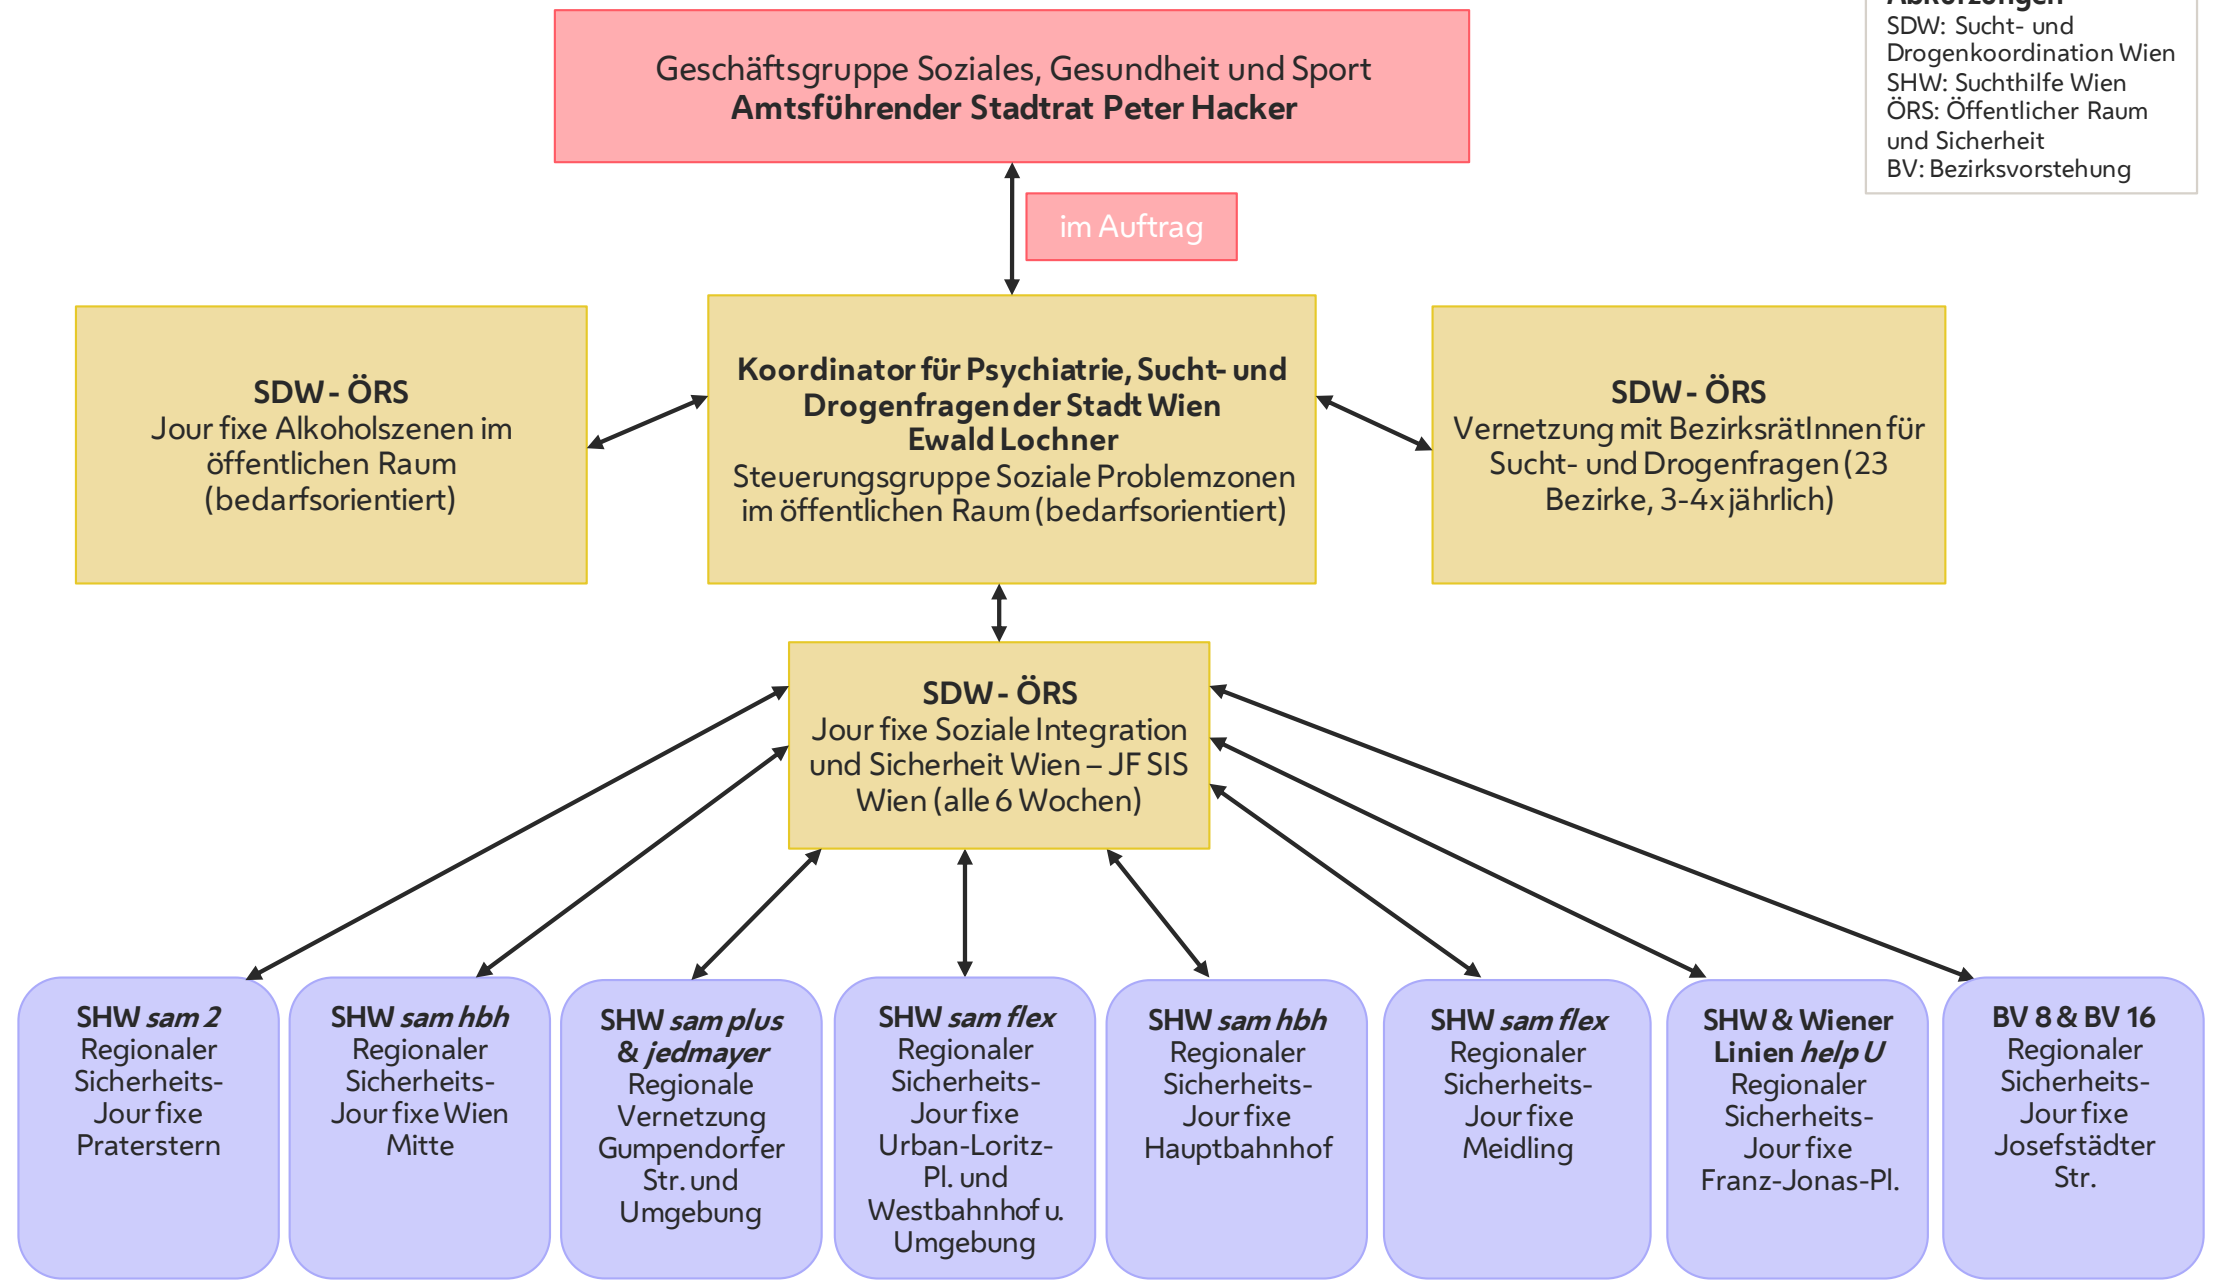 Geschäftsgruppe Soziales, Gesundheit und Sport
Amtsführender Stadtrat Peter Hacker
Abkürzungen
SDW: Sucht- und
Drogenkoordination Wien
SHW: Suchthilfe Wien
ÖRS: Öffentlicher Raum
und Sicherheit
BV: Bezirksvorstehung
im Auftrag
SDW - ÖRS
Jour fixe Alkoholszenen im
öffentlichen Raum
(bedarfsorientiert)
Koordinator für Psychiatrie, Sucht- und
Drogenfragen der Stadt Wien
Ewald Lochner
Steuerungsgruppe Soziale Problemzonen
im öffentlichen Raum (bedarfsorientiert)
SDW - ÖRS
Vernetzung mit BezirksrätInnen für
Sucht- und Drogenfragen (23
Bezirke, 3-4x jährlich)
SDW - ÖRS
Jour fixe Soziale Integration
und Sicherheit Wien – JF SIS
Wien (alle 6 Wochen)
SHW sam 2
Regionaler
Sicherheits-
Jour fixe
Praterstern
SHW sam hbh
Regionaler
Sicherheits-
Jour fixe Wien
Mitte
SHW sam plus
& jedmayer
Regionale
Vernetzung
Gumpendorfer
Str. und
Umgebung
SHW sam flex
Regionaler
Sicherheits-
Jour fixe
Urban-Loritz-
Pl. und
Westbahnhof u.
Umgebung
SHW sam hbh
Regionaler
Sicherheits-
Jour fixe
Hauptbahnhof
SHW sam flex
Regionaler
Sicherheits-
Jour fixe
Meidling
SHW & Wiener
Linien help U
Regionaler
Sicherheits-
Jour fixe
Franz-Jonas-Pl.
BV 8 & BV 16
Regionaler
Sicherheits-
Jour fixe
Josefstädter
Str.